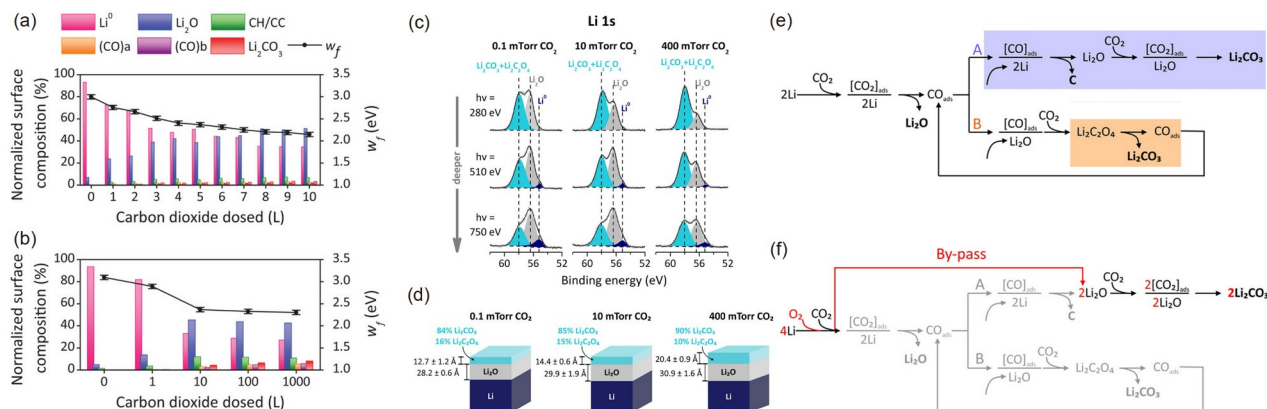 (a)
Li⁰ Li₂O CH/CC
(CO)a (CO)b Li₂CO₃ w_f
Normalized surface composition (%)
100
80
60
40
20
0
3.5
3.0
2.5
2.0
1.5
1.0
w_f (eV)
0 1 2 3 4 5 6 7 8 9 10
Carbon dioxide dosed (L)
(b)
Normalized surface composition (%)
100
80
60
40
20
0
3.5
3.0
2.5
2.0
1.5
1.0
w_f (eV)
0 1 10 100 1000
Carbon dioxide dosed (L)
(c)
Li 1s
0.1 mTorr CO₂ 10 mTorr CO₂ 400 mTorr CO₂
Li₂CO₃+Li₂C₂O₄ Li₂CO₃+Li₂C₂O₄ Li₂CO₃+Li₂C₂O₄
Li₂O Li₂O Li₂O
Li⁰ Li⁰ Li⁰
hv = 280 eV
hv = 510 eV
hv = 750 eV
deeper
60 56 52 60 56 52 60 56 52
Binding energy (eV)
(d)
0.1 mTorr CO₂ 10 mTorr CO₂ 400 mTorr CO₂
84% Li₂CO₃ 85% Li₂CO₃ 90% Li₂CO₃
16% Li₂C₂O₄ 15% Li₂C₂O₄ 10% Li₂C₂O₄
12.7 ± 1.2 Å 14.4 ± 0.6 Å 20.4 ± 0.9 Å
28.2 ± 0.6 Å 29.9 ± 1.9 Å 30.9 ± 1.6 Å
Li₂O Li₂O Li₂O
Li Li Li
(e)
2Li CO₂ [CO₂]ads / 2Li Li₂O COads
A [CO]ads / 2Li C Li₂O CO₂ [CO₂]ads / Li₂O Li₂CO₃
B [CO]ads / Li₂O CO₂ Li₂C₂O₄ Li₂CO₃ COads
(f)
By-pass
4Li O₂ CO₂ [CO₂]ads / 2Li Li₂O COads
A [CO]ads / 2Li C 2Li₂O CO₂ 2[CO₂]ads / 2Li₂O 2Li₂CO₃
B [CO]ads / Li₂O CO₂ Li₂C₂O₄ Li₂CO₃ COads